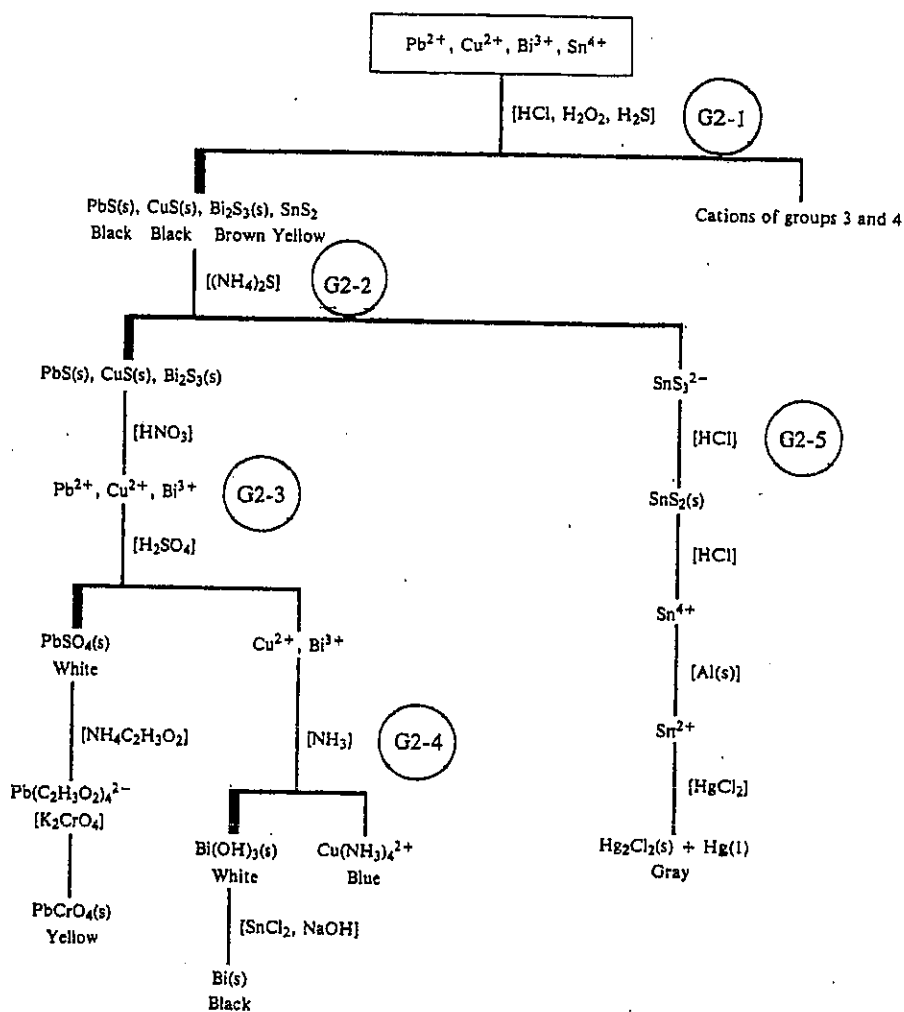 Pb²⁺, Cu²⁺, Bi³⁺, Sn⁴⁺
[HCl, H₂O₂, H₂S]
G2-1
PbS(s), CuS(s), Bi₂S₃(s), SnS₂
Black Black Brown Yellow
Cations of groups 3 and 4
[(NH₄)₂S]
G2-2
PbS(s), CuS(s), Bi₂S₃(s)
SnS₃²⁻
[HNO₃]
[HCl]
G2-5
Pb²⁺, Cu²⁺, Bi³⁺
G2-3
SnS₂(s)
[H₂SO₄]
[HCl]
Sn⁴⁺
PbSO₄(s)
White
Cu²⁺, Bi³⁺
[Al(s)]
[NH₄C₂H₃O₂]
[NH₃]
G2-4
Sn²⁺
[HgCl₂]
Pb(C₂H₃O₂)₄²⁻
[K₂CrO₄]
Bi(OH)₃(s)
White
Cu(NH₃)₄²⁺
Blue
Hg₂Cl₂(s) + Hg(l)
Gray
PbCrO₄(s)
Yellow
[SnCl₂, NaOH]
Bi(s)
Black